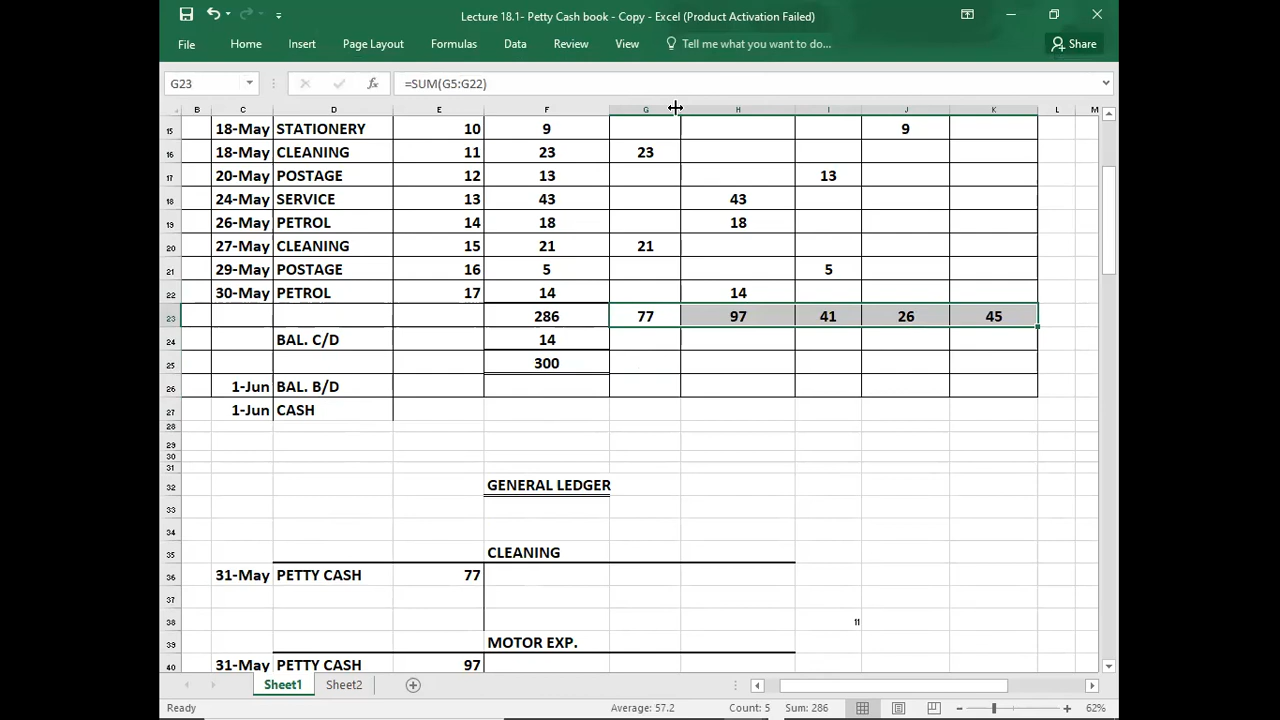 Lecture 18.1- Petty Cash book - Copy - Excel (Product Activation Failed)
File Home Insert Page Layout Formulas Data Review View Tell me what you want to do... Share
G23 fx =SUM(G5:G22)
B C D E F G H I J K L M
15 18-May STATIONERY 10 9 9
16 18-May CLEANING 11 23 23
17 20-May POSTAGE 12 13 13
18 24-May SERVICE 13 43 43
19 26-May PETROL 14 18 18
20 27-May CLEANING 15 21 21
21 29-May POSTAGE 16 5 5
22 30-May PETROL 17 14 14
23 286 77 97 41 26 45
24 BAL. C/D 14
25 300
26 1-Jun BAL. B/D
27 1-Jun CASH
28
29
30
31
32 GENERAL LEDGER
33
34
35 CLEANING
36 31-May PETTY CASH 77
37
38 11
39 MOTOR EXP.
40 31-May PETTY CASH 97
Sheet1 Sheet2
Ready Average: 57.2 Count: 5 Sum: 286 62%